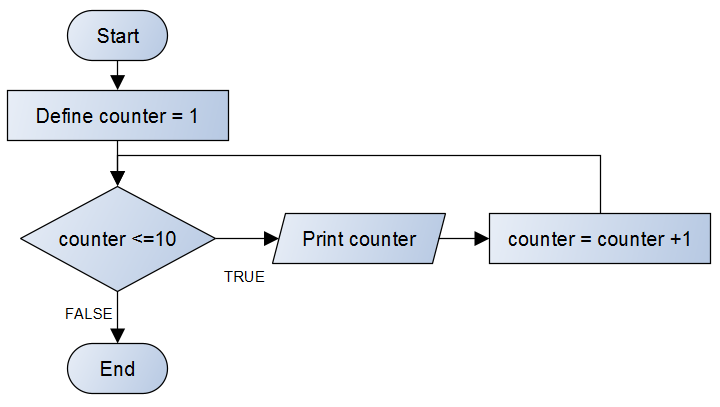 Start
Define counter = 1
counter <=10
Print counter
counter = counter +1
TRUE
FALSE
End